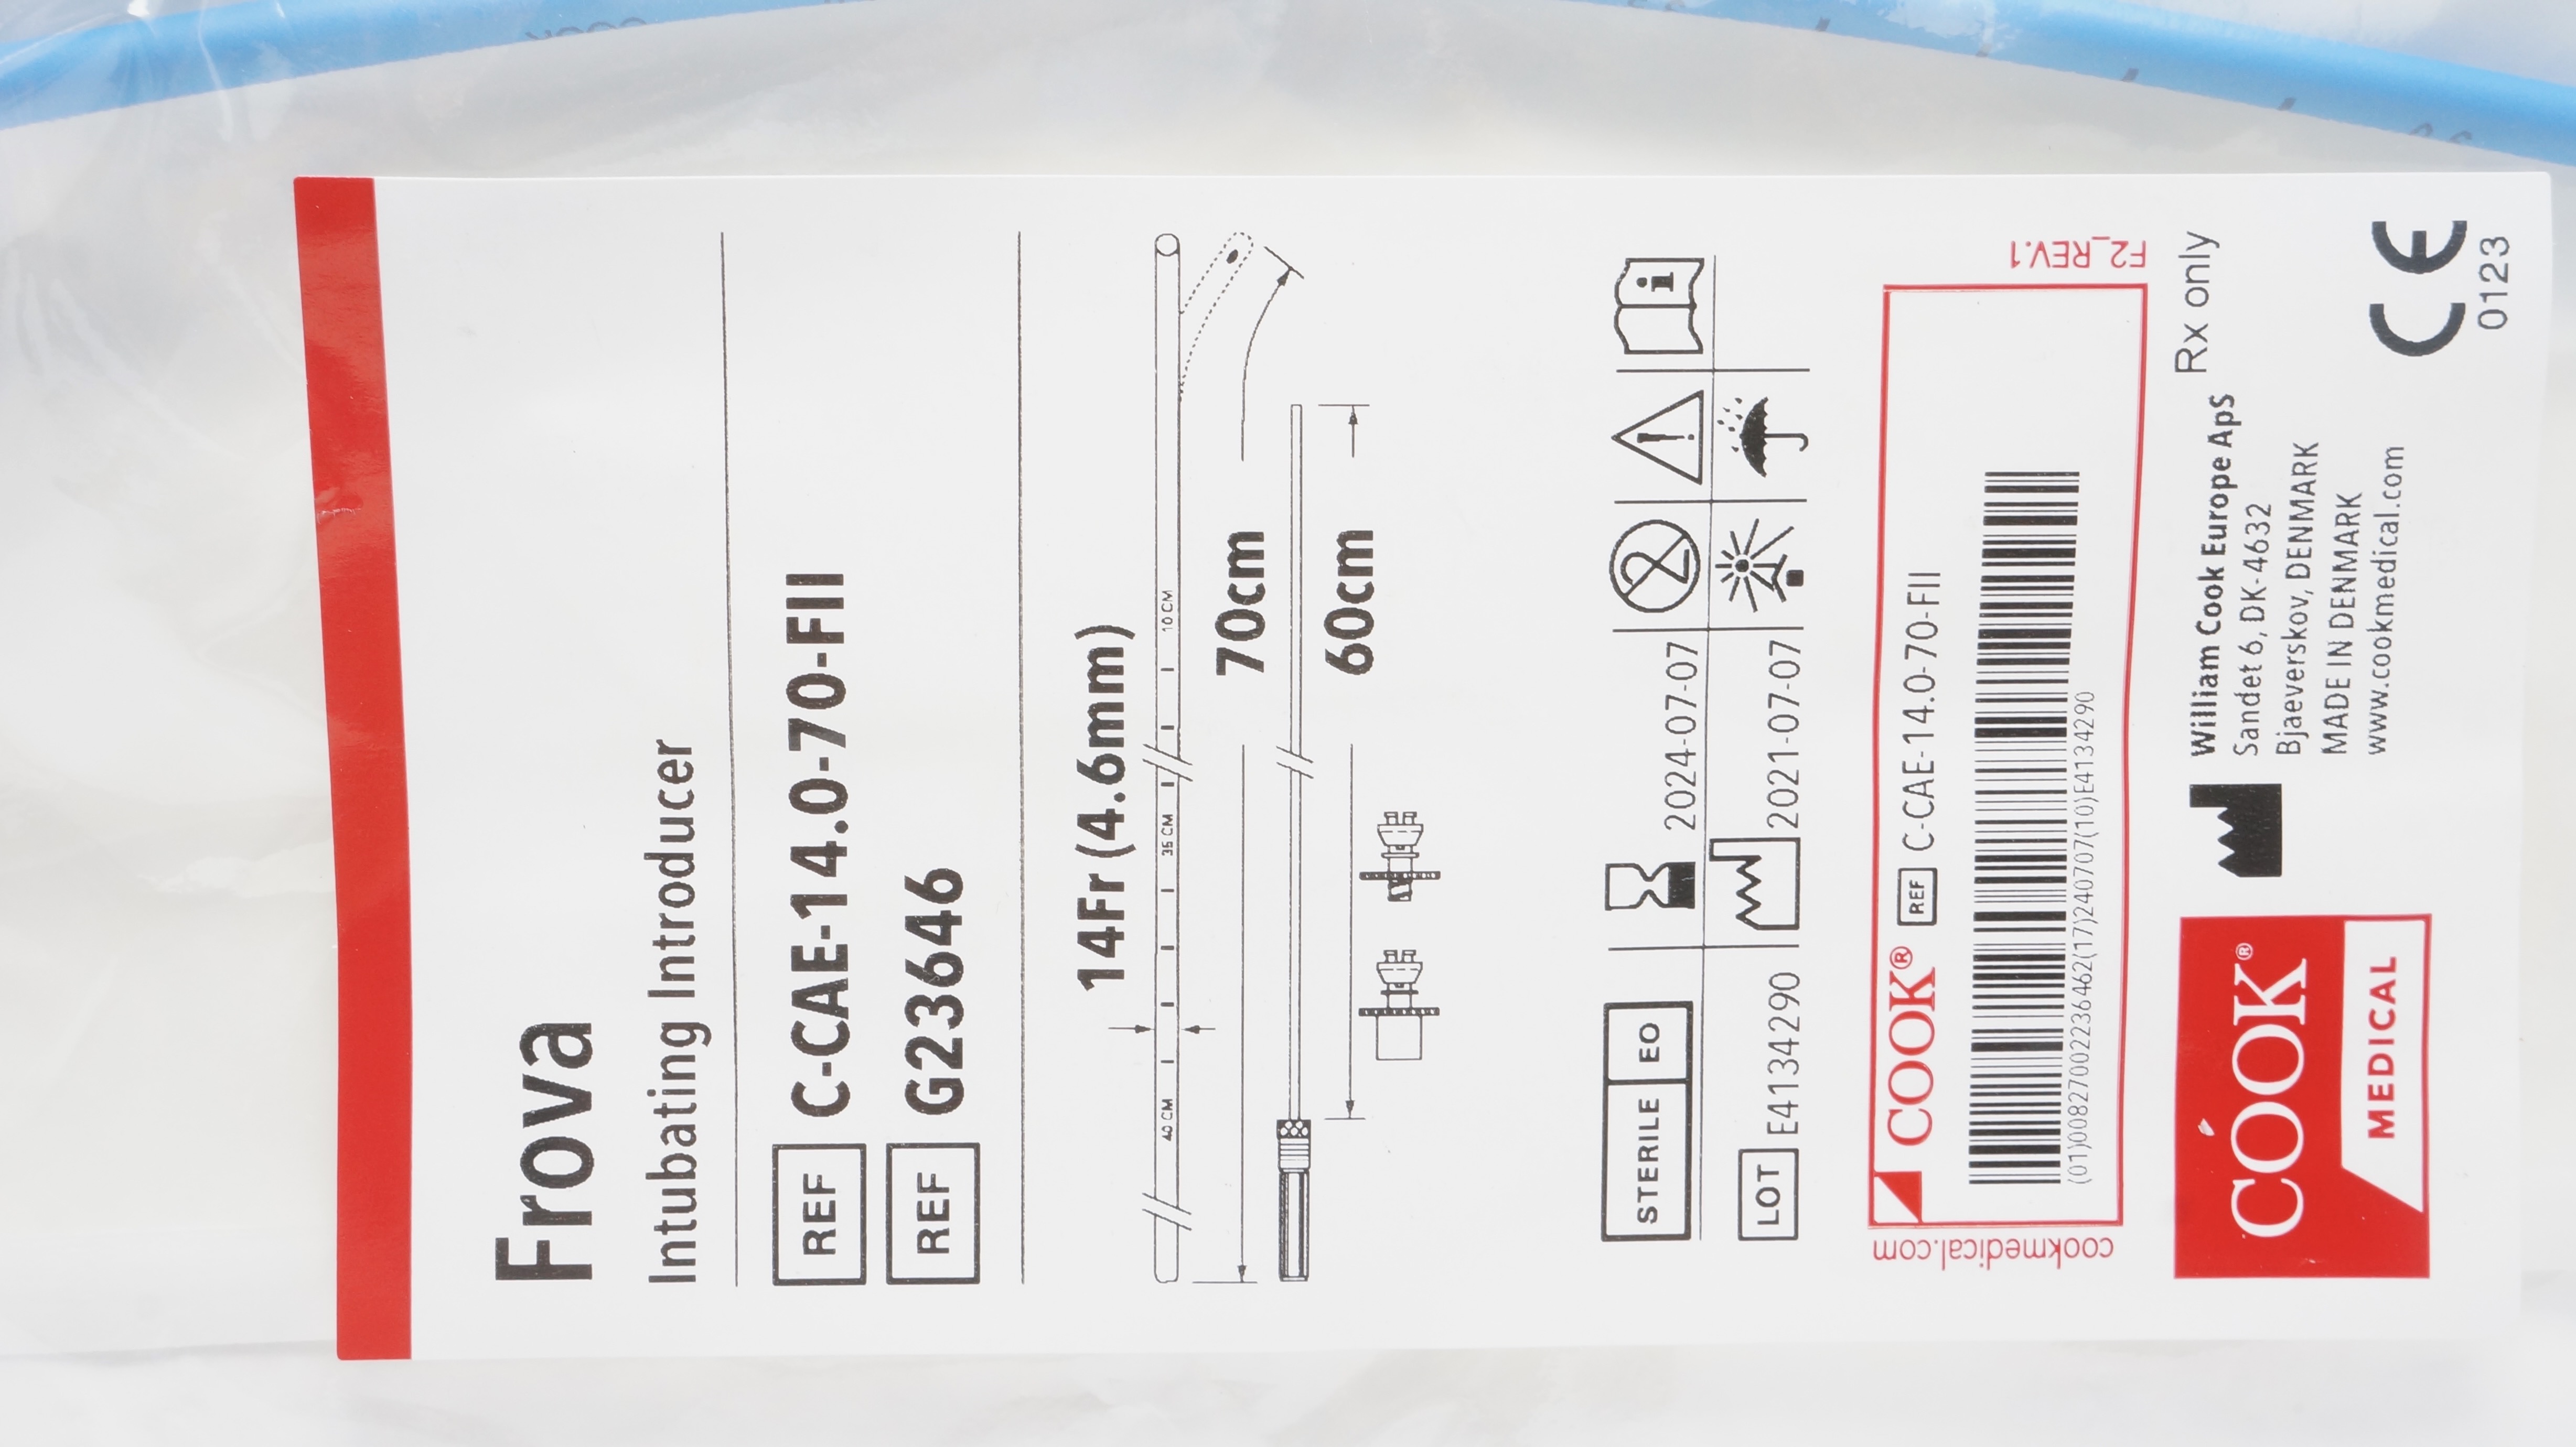 Frova
Intubating Introducer
REF C-CAE-14.0-70-FII
REF G23646
14Fr (4.6mm)
40 CM 35 CM 10 CM
70cm
60cm
STERILE EO 2024-07-07
LOT E4134290 2021-07-07
cookmedical.com
COOK® REF C-CAE-14.0-70-FII
(01)00827002236462(17)240707(10)E4134290
F2_REV.1
COOK®
MEDICAL
William Cook Europe ApS
Sandet 6, DK-4632
Bjaeverskov, DENMARK
MADE IN DENMARK
www.cookmedical.com
Rx only
CE
0123
COOK